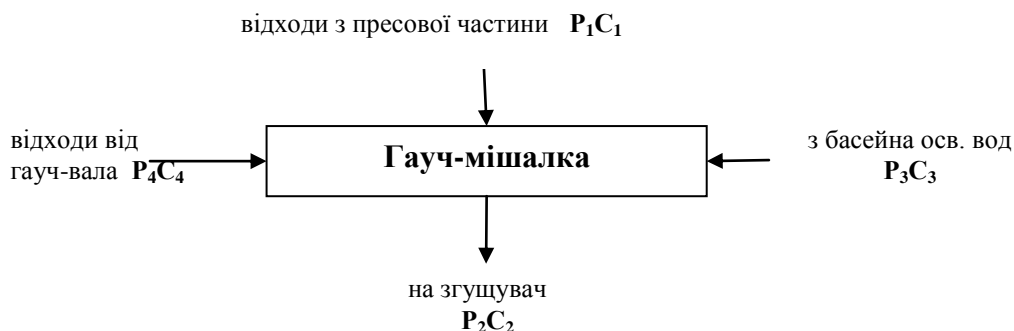 відходи з пресової частини P₁C₁
відходи від
гауч-вала P₄C₄
Гауч-мішалка
з басейна осв. вод
P₃C₃
на згущувач
P₂C₂